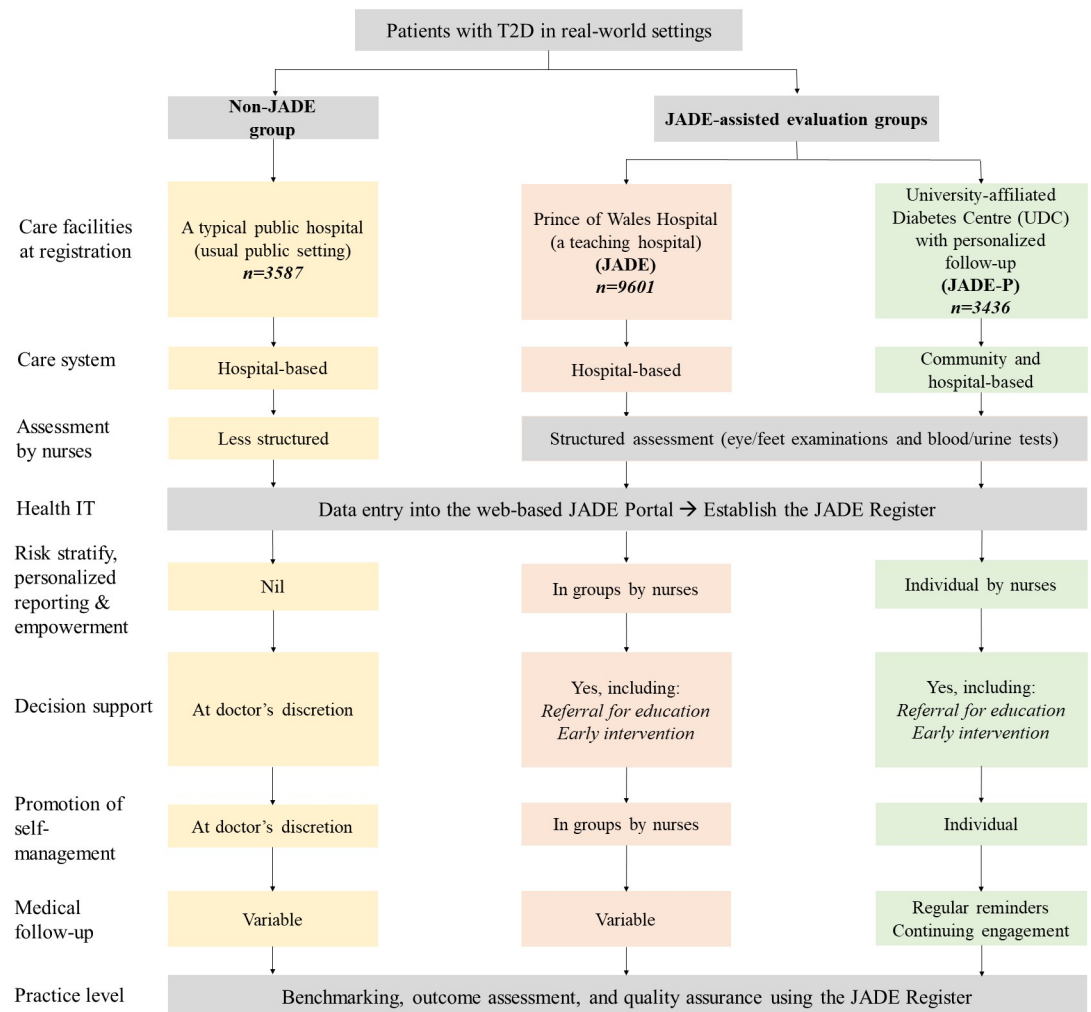 Patients with T2D in real-world settings
Non-JADE
group
JADE-assisted evaluation groups
Care facilities
at registration
A typical public hospital
(usual public setting)
n=3587
Prince of Wales Hospital
(a teaching hospital)
(JADE)
n=9601
University-affiliated
Diabetes Centre (UDC)
with personalized
follow-up
(JADE-P)
n=3436
Care system
Hospital-based
Hospital-based
Community and
hospital-based
Assessment
by nurses
Less structured
Structured assessment (eye/feet examinations and blood/urine tests)
Health IT
Data entry into the web-based JADE Portal → Establish the JADE Register
Risk stratify,
personalized
reporting &
empowerment
Nil
In groups by nurses
Individual by nurses
Decision support
At doctor's discretion
Yes, including:
Referral for education
Early intervention
Yes, including:
Referral for education
Early intervention
Promotion of
self-
management
At doctor's discretion
In groups by nurses
Individual
Medical
follow-up
Variable
Variable
Regular reminders
Continuing engagement
Practice level
Benchmarking, outcome assessment, and quality assurance using the JADE Register